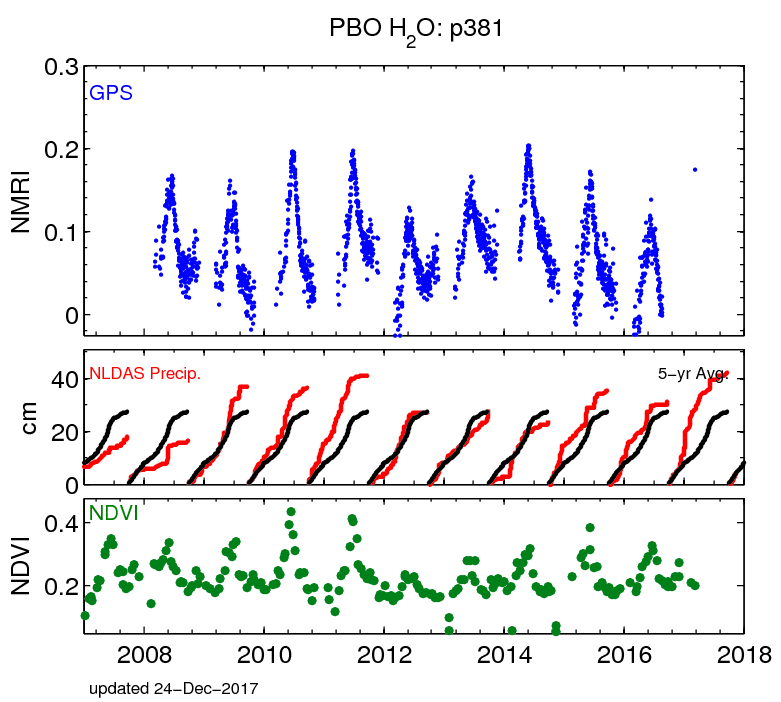 PBO H2O: p381
0.3
GPS
0.2
NMRI
0.1
0
NLDAS Precip.
5-yr Avg.
40
cm
20
0
NDVI
0.4
NDVI
0.2
2008 2010 2012 2014 2016 2018
updated 24-Dec-2017